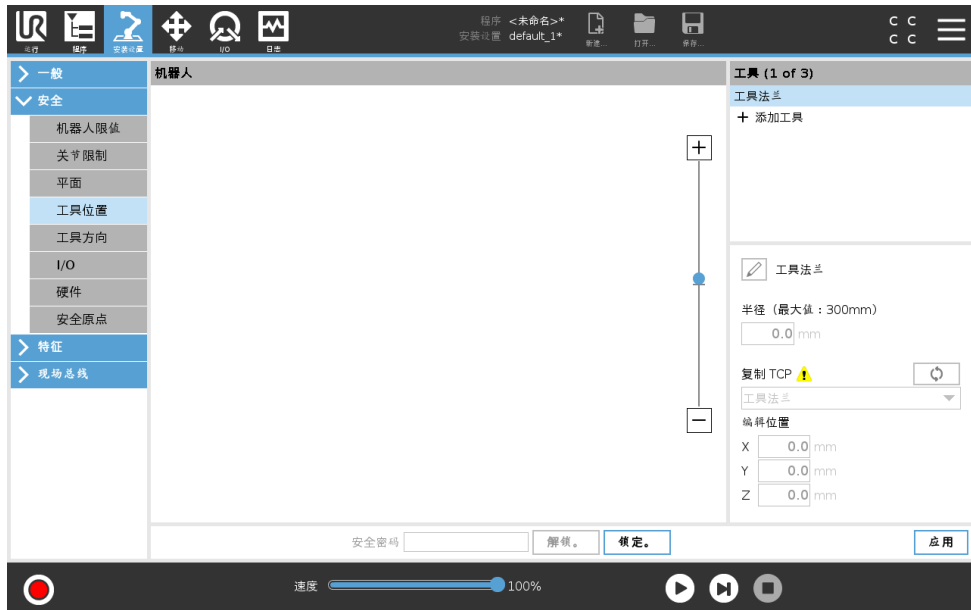 程序 <未命名>*
安装设置 default_1*
C C
C C
运行
程序
安装设置
移动
I/O
日志
新建...
打开...
保存...
一般
安全
机器人限值
关节限制
平面
工具位置
工具方向
I/O
硬件
安全原点
特征
现场总线
机器人
工具 (1 of 3)
工具法兰
添加工具
工具法兰
半径（最大值：300mm）
0.0 mm
复制 TCP
工具法兰
编辑位置
X 0.0 mm
Y 0.0 mm
Z 0.0 mm
安全密码
解锁。
锁定。
应用
速度 100%